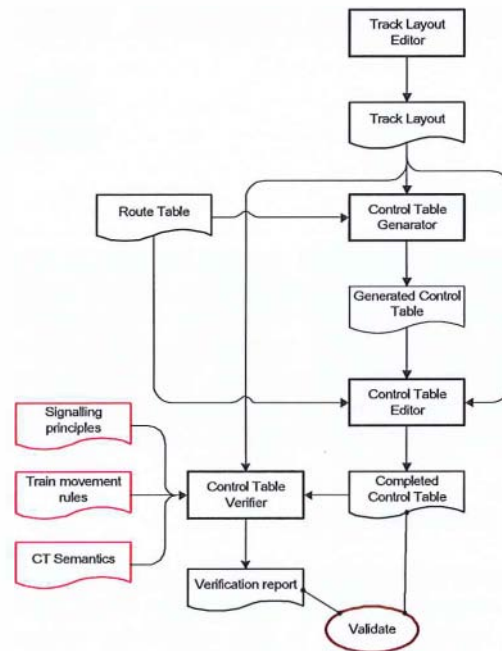 Track Layout
Editor
Track Layout
Route Table
Control Table
Genarator
Generated Control
Table
Control Table
Editor
Signalling
principles
Train movement
rules
CT Semantics
Control Table
Verifier
Completed
Control Table
Verification report
Validate